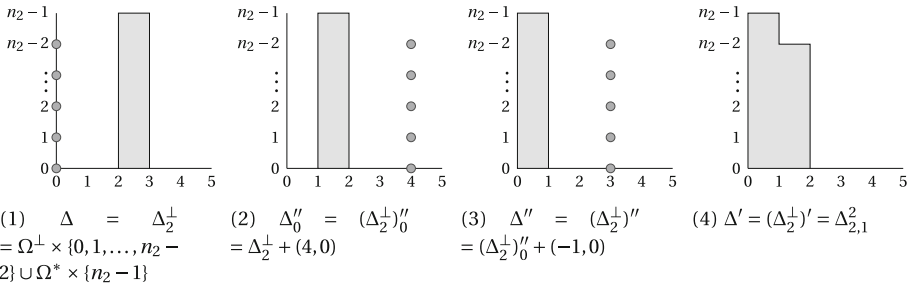 n₂ − 1
n₂ − 2
⋮
2
1
0
0 1 2 3 4 5
n₂ − 1
n₂ − 2
⋮
2
1
0
0 1 2 3 4 5
n₂ − 1
n₂ − 2
⋮
2
1
0
0 1 2 3 4 5
n₂ − 1
n₂ − 2
⋮
2
1
0
0 1 2 3 4 5
(1) Δ = Δ₂^⊥
= Ω^⊥ × {0, 1, …, n₂ −
2} ∪ Ω* × {n₂ − 1}
(2) Δ₀″ = (Δ₂^⊥)₀″
= Δ₂^⊥ + (4, 0)
(3) Δ″ = (Δ₂^⊥)″
= (Δ₂^⊥)₀″ + (−1, 0)
(4) Δ′ = (Δ₂^⊥)′ = Δ²₂,₁